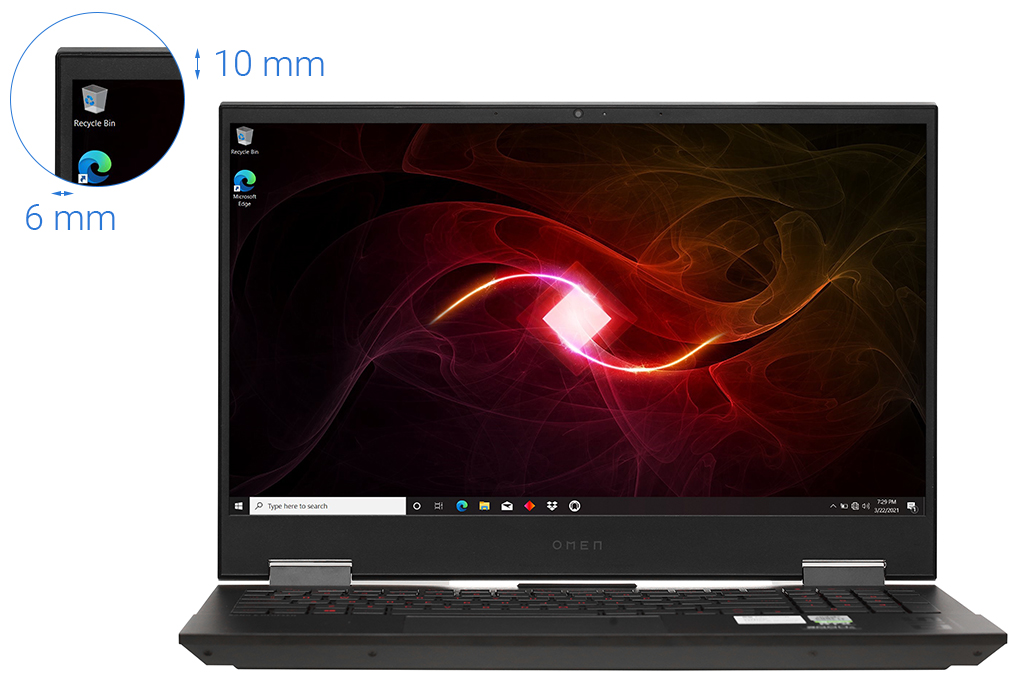 10 mm
Recycle Bin
6 mm
Recycle Bin
Microsoft
Edge
Type here to search
7:29 PM
3/22/2021
OMEN